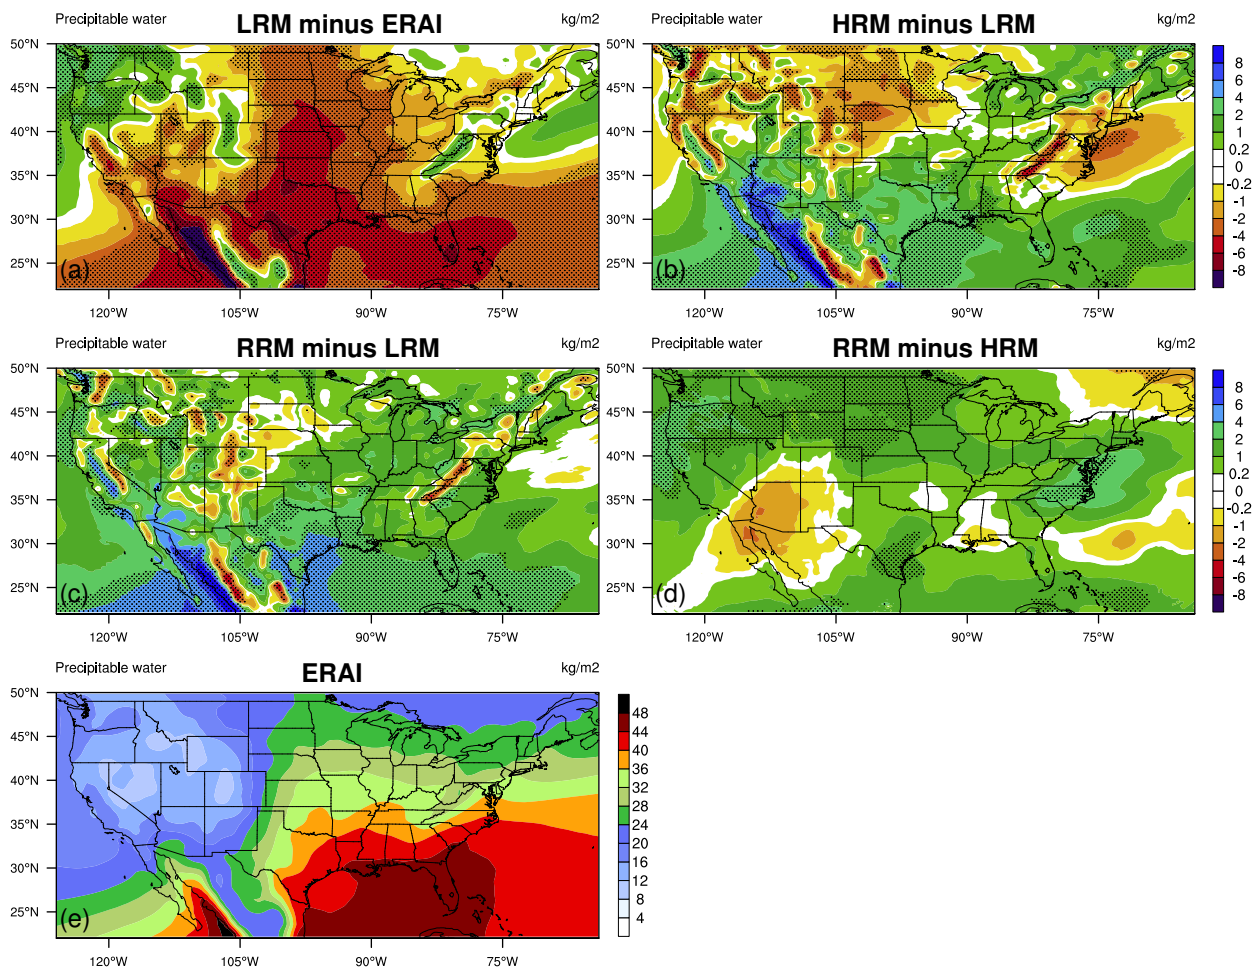 Precipitable water LRM minus ERAI kg/m2
50°N
45°N
40°N
35°N
30°N
25°N
(a)
120°W 105°W 90°W 75°W
Precipitable water HRM minus LRM kg/m2
50°N
45°N
40°N
35°N
30°N
25°N
(b)
120°W 105°W 90°W 75°W
8
6
4
2
1
0.2
0
-0.2
-1
-2
-4
-6
-8
Precipitable water RRM minus LRM kg/m2
50°N
45°N
40°N
35°N
30°N
25°N
(c)
120°W 105°W 90°W 75°W
Precipitable water RRM minus HRM kg/m2
50°N
45°N
40°N
35°N
30°N
25°N
(d)
120°W 105°W 90°W 75°W
8
6
4
2
1
0.2
0
-0.2
-1
-2
-4
-6
-8
Precipitable water ERAI kg/m2
50°N
45°N
40°N
35°N
30°N
25°N
(e)
120°W 105°W 90°W 75°W
48
44
40
36
32
28
24
20
16
12
8
4